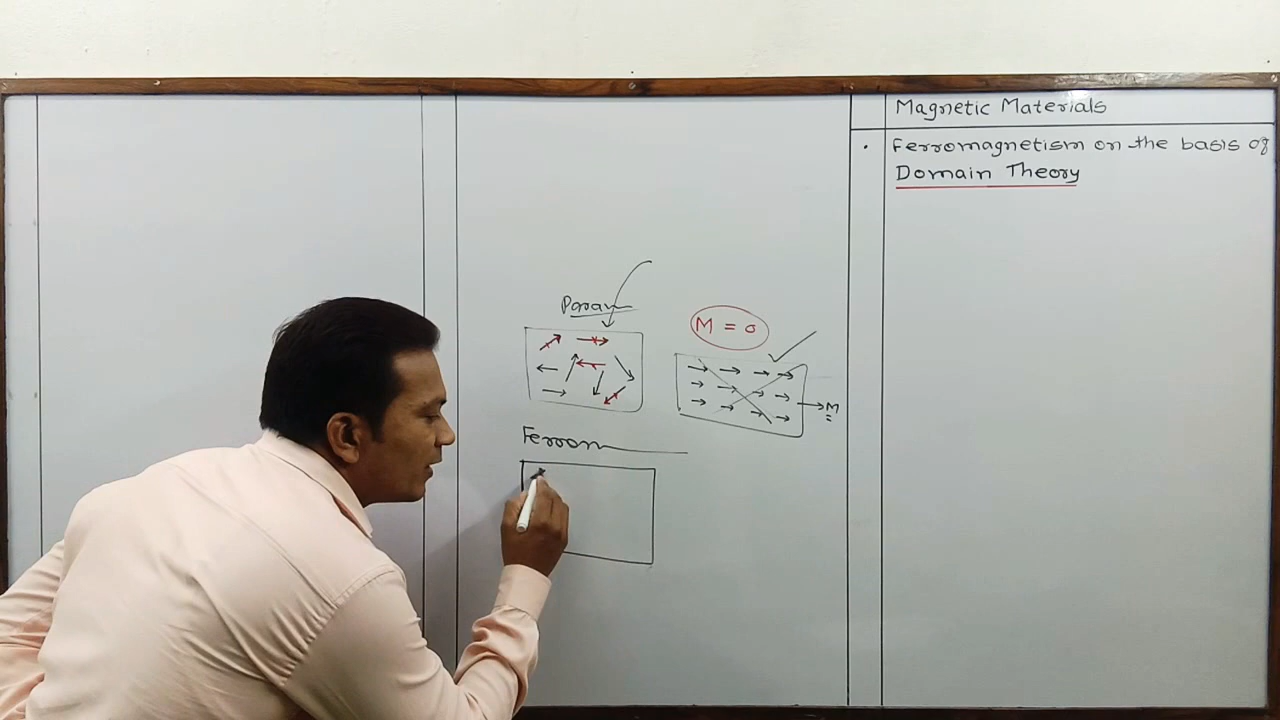 Magnetic Materials
• Ferromagnetism on the basis of
Domain Theory
Param
M = 0
M
Ferrom